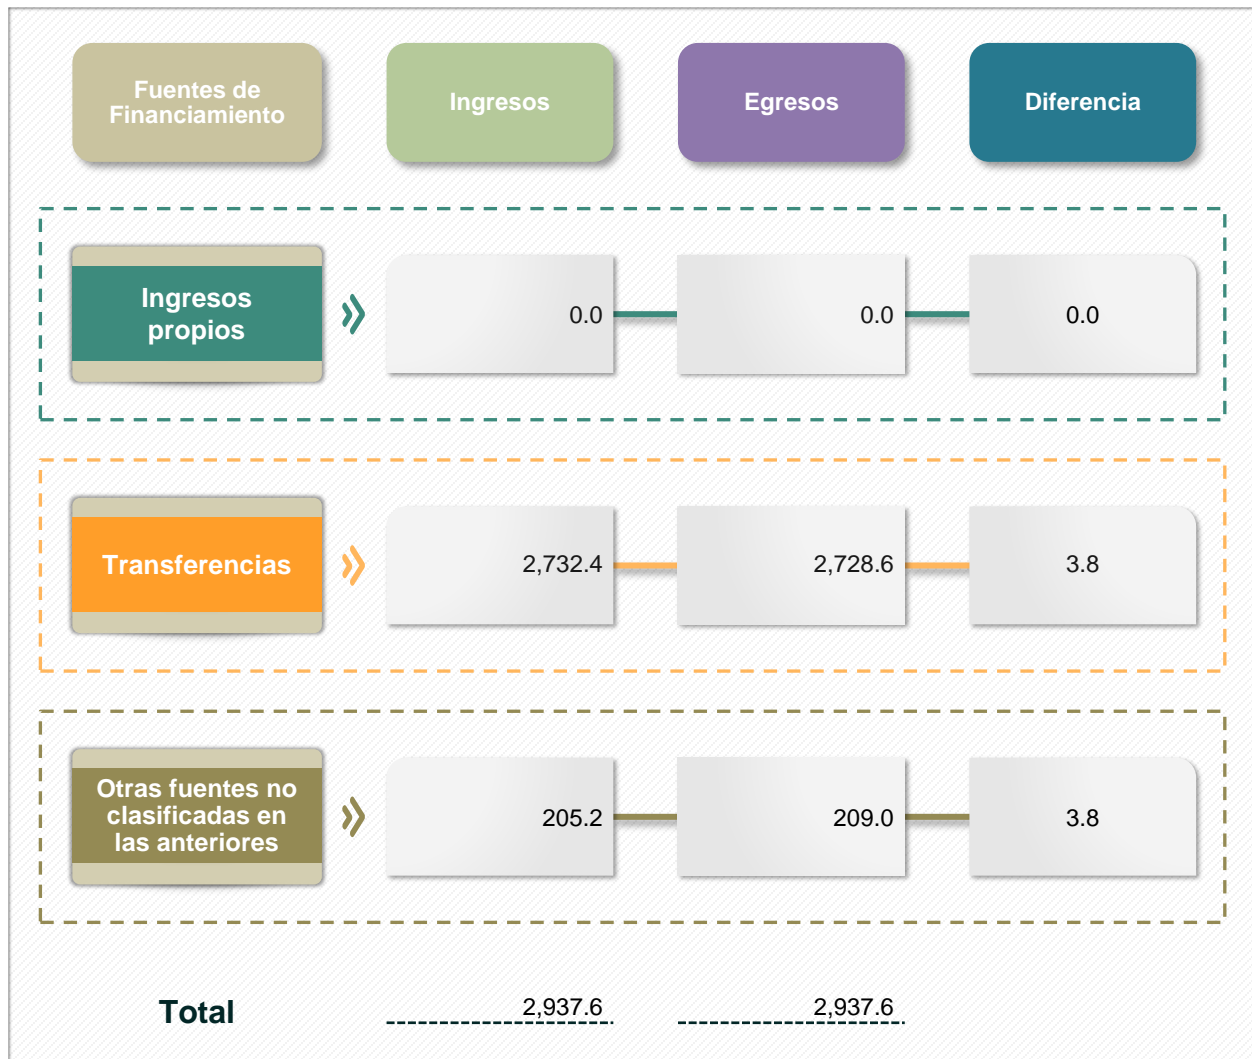 Fuentes de
Financiamiento
Ingresos
Egresos
Diferencia
Ingresos
propios
0.0
0.0
0.0
Transferencias
2,732.4
2,728.6
3.8
Otras fuentes no
clasificadas en
las anteriores
205.2
209.0
3.8
Total
2,937.6
2,937.6